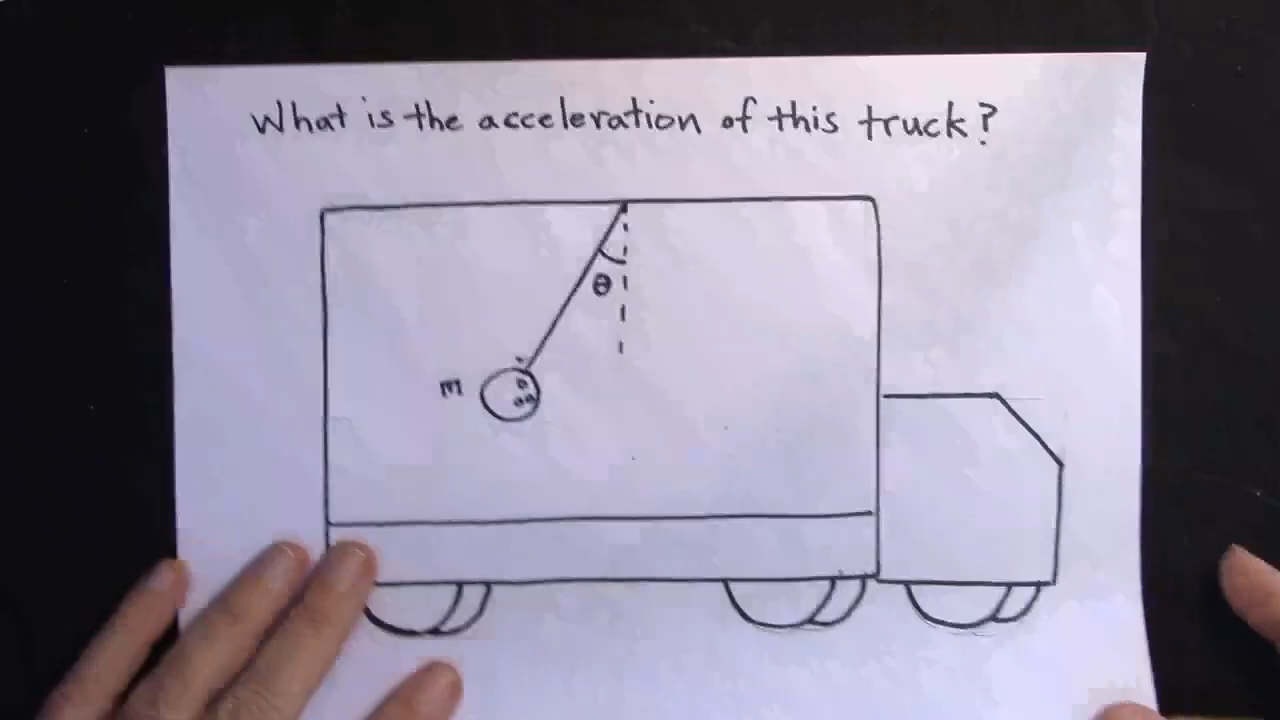 What is the acceleration of this truck?
θ
m